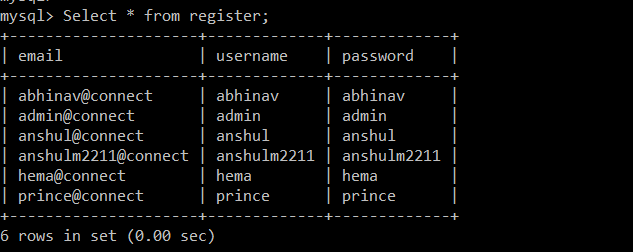 mysql>
mysql> Select * from register;
+---------------------+-------------+-------------+
| email               | username    | password    |
+---------------------+-------------+-------------+
| abhinav@connect     | abhinav     | abhinav     |
| admin@connect       | admin       | admin       |
| anshul@connect      | anshul      | anshul      |
| anshulm2211@connect | anshulm2211 | anshulm2211 |
| hema@connect        | hema        | hema        |
| prince@connect      | prince      | prince      |
+---------------------+-------------+-------------+
6 rows in set (0.00 sec)